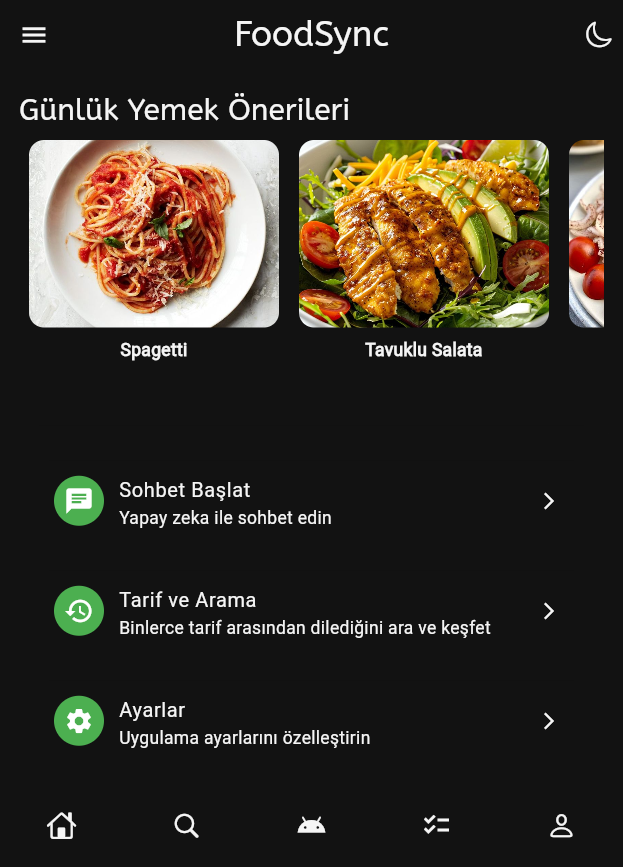 FoodSync
Günlük Yemek Önerileri
Spagetti
Tavuklu Salata
Sohbet Başlat
Yapay zeka ile sohbet edin
Tarif ve Arama
Binlerce tarif arasından dilediğini ara ve keşfet
Ayarlar
Uygulama ayarlarını özelleştirin